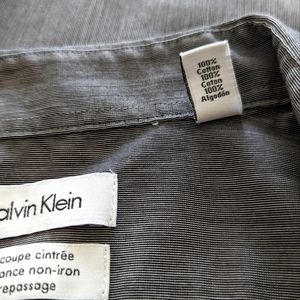 100%
Cotton
100%
Coton
100%
Algodón
alvin Klein
coupe cintrée
ance non-iron
repassage